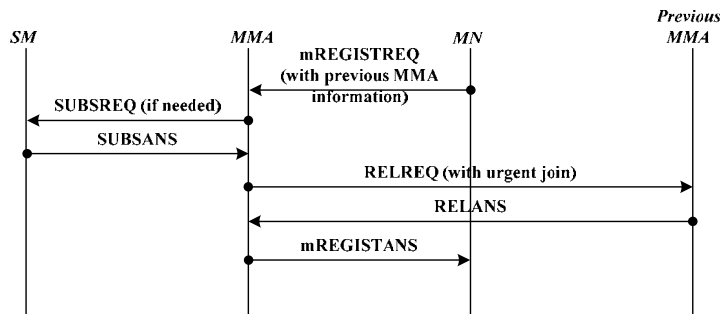 Previous
SM MMA MN MMA
mREGISTREQ
(with previous MMA
information)
SUBSREQ (if needed)
SUBSANS
RELREQ (with urgent join)
RELANS
mREGISTANS